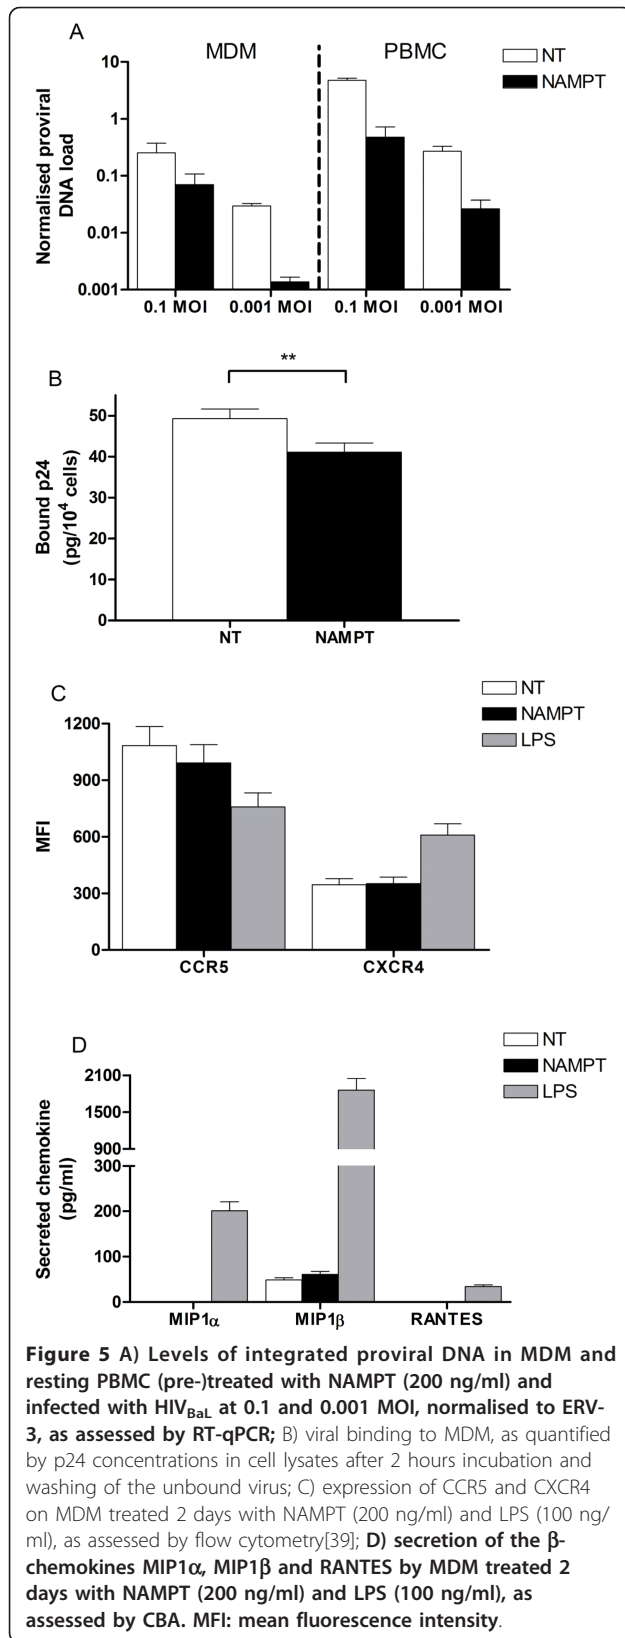 A
MDM
PBMC
NT
NAMPT
Normalised proviral
DNA load
10
1
0.1
0.01
0.001
0.1 MOI
0.001 MOI
0.1 MOI
0.001 MOI
B
**
Bound p24
(pg/10⁴ cells)
50
40
30
20
10
0
NT
NAMPT
C
NT
NAMPT
LPS
MFI
1200
900
600
300
0
CCR5
CXCR4
D
NT
NAMPT
LPS
Secreted chemokine
(pg/ml)
2100
1500
900
300
200
100
0
MIP1α
MIP1β
RANTES
Figure 5 A) Levels of integrated proviral DNA in MDM and
resting PBMC (pre-)treated with NAMPT (200 ng/ml) and
infected with HIV_BaL at 0.1 and 0.001 MOI, normalised to ERV-
3, as assessed by RT-qPCR; B) viral binding to MDM, as quantified
by p24 concentrations in cell lysates after 2 hours incubation and
washing of the unbound virus; C) expression of CCR5 and CXCR4
on MDM treated 2 days with NAMPT (200 ng/ml) and LPS (100 ng/
ml), as assessed by flow cytometry[39]; D) secretion of the β-
chemokines MIP1α, MIP1β and RANTES by MDM treated 2
days with NAMPT (200 ng/ml) and LPS (100 ng/ml), as
assessed by CBA. MFI: mean fluorescence intensity.